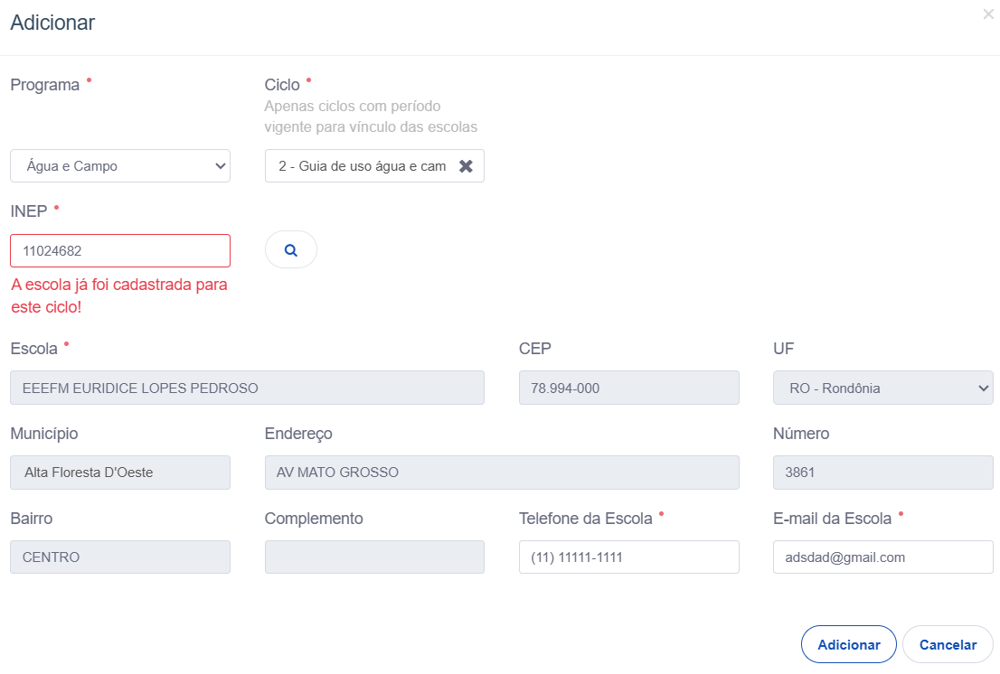 Adicionar
×
Programa *
Ciclo *
Apenas ciclos com período
vigente para vínculo das escolas
Água e Campo
2 - Guia de uso água e cam
INEP *
11024682
A escola já foi cadastrada para
este ciclo!
Escola *
CEP
UF
EEEFM EURIDICE LOPES PEDROSO
78.994-000
RO - Rondônia
Município
Endereço
Número
Alta Floresta D'Oeste
AV MATO GROSSO
3861
Bairro
Complemento
Telefone da Escola *
E-mail da Escola *
CENTRO
(11) 11111-1111
adsdad@gmail.com
Adicionar
Cancelar